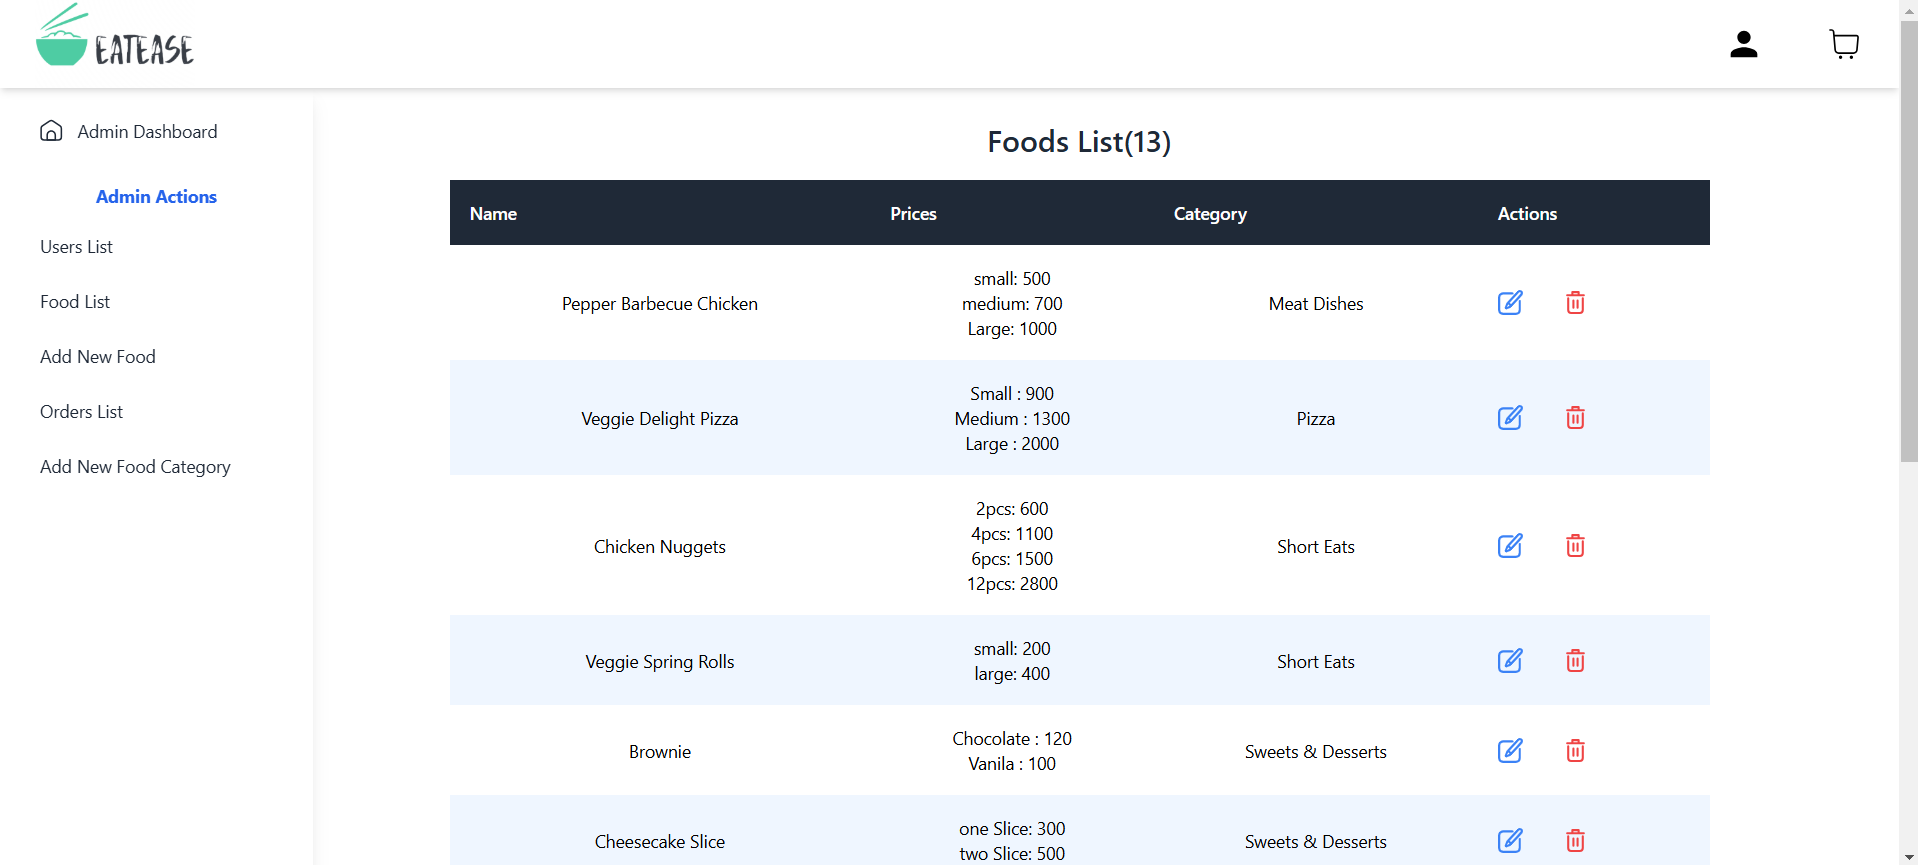 EATEASE
Admin Dashboard
Admin Actions
Users List
Food List
Add New Food
Orders List
Add New Food Category
Foods List(13)
Name Prices Category Actions
Pepper Barbecue Chicken
small: 500
medium: 700
Large: 1000
Meat Dishes
Veggie Delight Pizza
Small : 900
Medium : 1300
Large : 2000
Pizza
Chicken Nuggets
2pcs: 600
4pcs: 1100
6pcs: 1500
12pcs: 2800
Short Eats
Veggie Spring Rolls
small: 200
large: 400
Short Eats
Brownie
Chocolate : 120
Vanila : 100
Sweets & Desserts
Cheesecake Slice
one Slice: 300
two Slice: 500
Sweets & Desserts